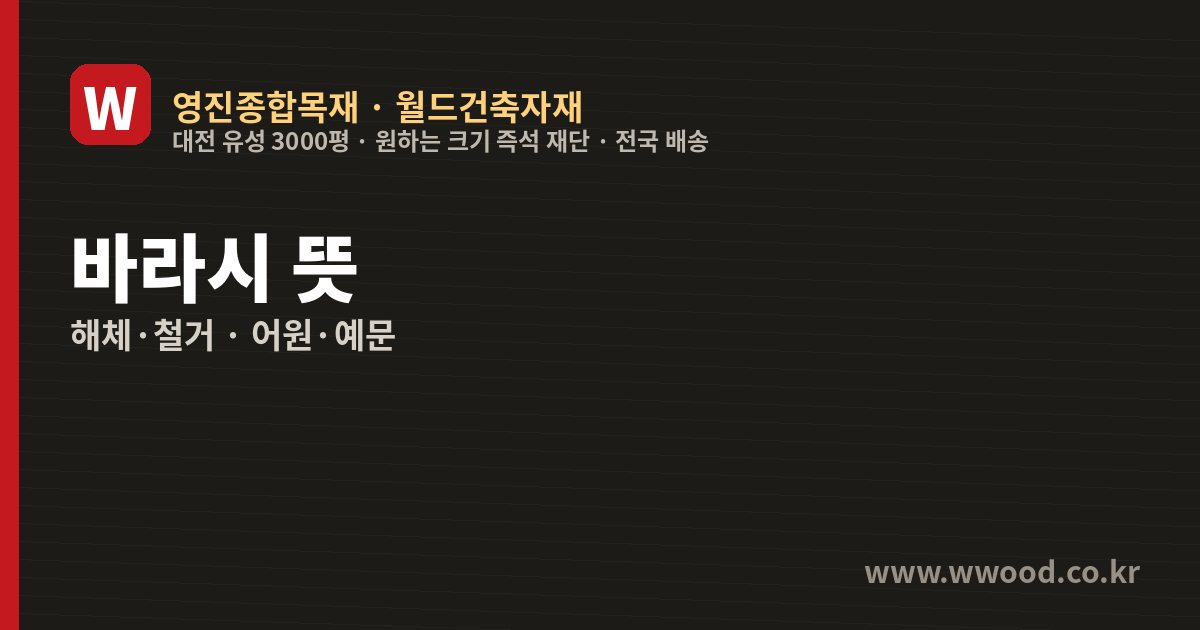 W
영진종합목재 · 월드건축자재
대전 유성 3000평 · 원하는 크기 즉석 재단 · 전국 배송
바라시 뜻
해체·철거 · 어원·예문
www.wwood.co.kr